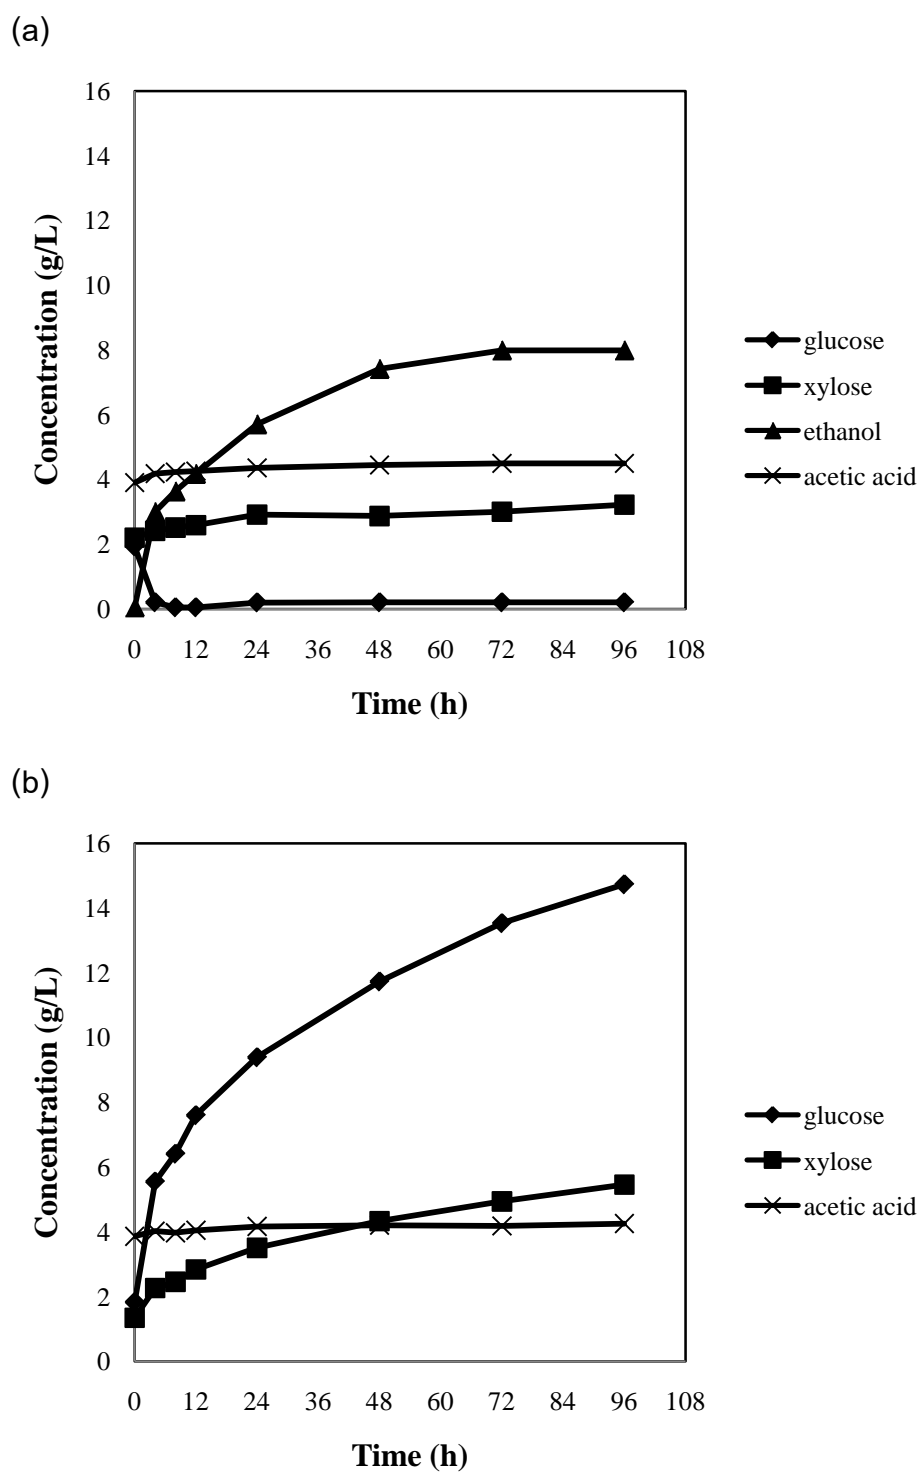 (a)
16
14
12
10
8
6
4
2
0
Concentration (g/L)
0 12 24 36 48 60 72 84 96 108
Time (h)
glucose
xylose
ethanol
acetic acid
(b)
16
14
12
10
8
6
4
2
0
Concentration (g/L)
0 12 24 36 48 60 72 84 96 108
Time (h)
glucose
xylose
acetic acid